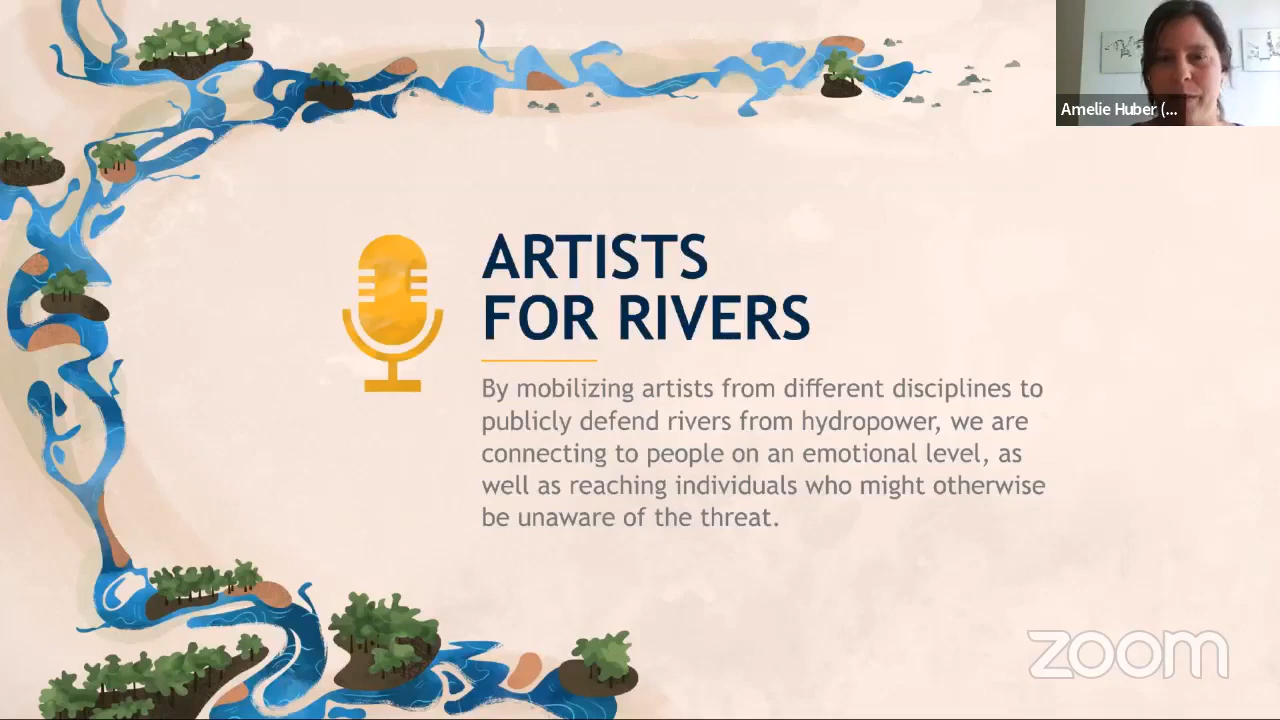 Amelie Huber (...
ARTISTS
FOR RIVERS
By mobilizing artists from different disciplines to
publicly defend rivers from hydropower, we are
connecting to people on an emotional level, as
well as reaching individuals who might otherwise
be unaware of the threat.
zoom